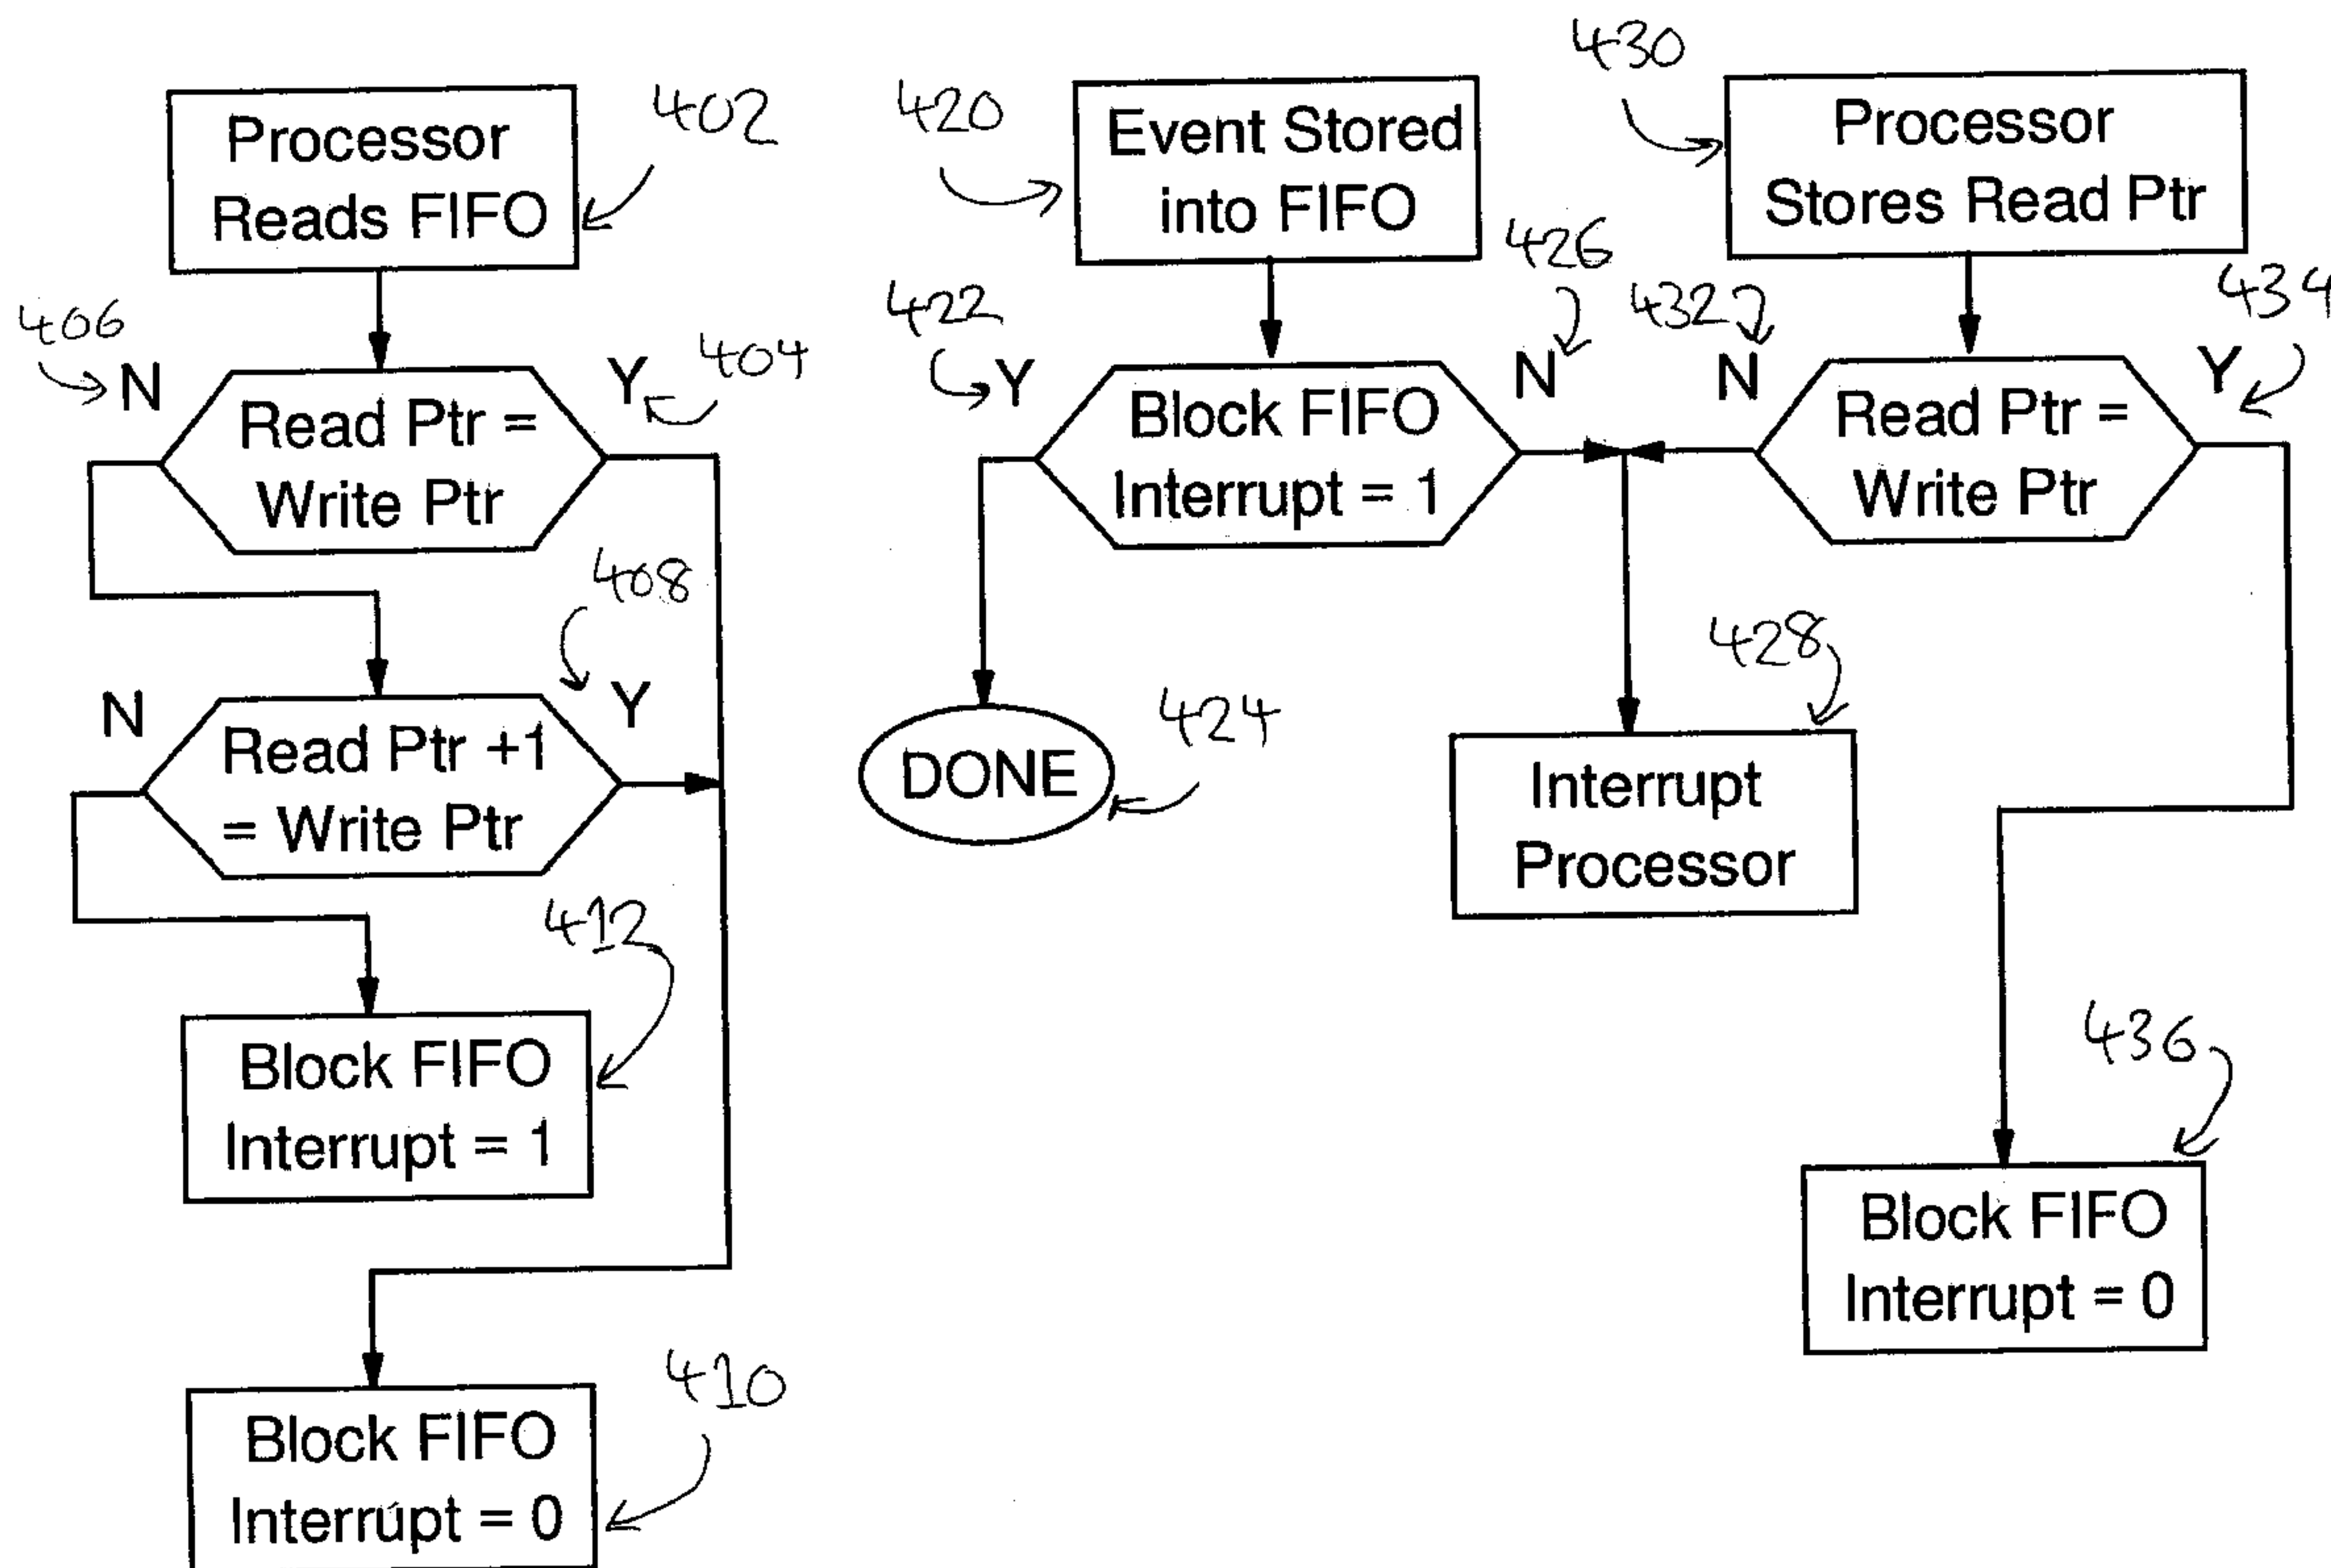 Processor
Reads FIFO
402
406
N
Y
404
Read Ptr =
Write Ptr
408
N
Y
Read Ptr +1
= Write Ptr
412
Block FIFO
Interrupt = 1
410
Block FIFO
Interrupt = 0
420
Event Stored
into FIFO
422
Y
426
N
Block FIFO
Interrupt = 1
DONE
424
428
Interrupt
Processor
430
Processor
Stores Read Ptr
432
N
434
Y
Read Ptr =
Write Ptr
436
Block FIFO
Interrupt = 0